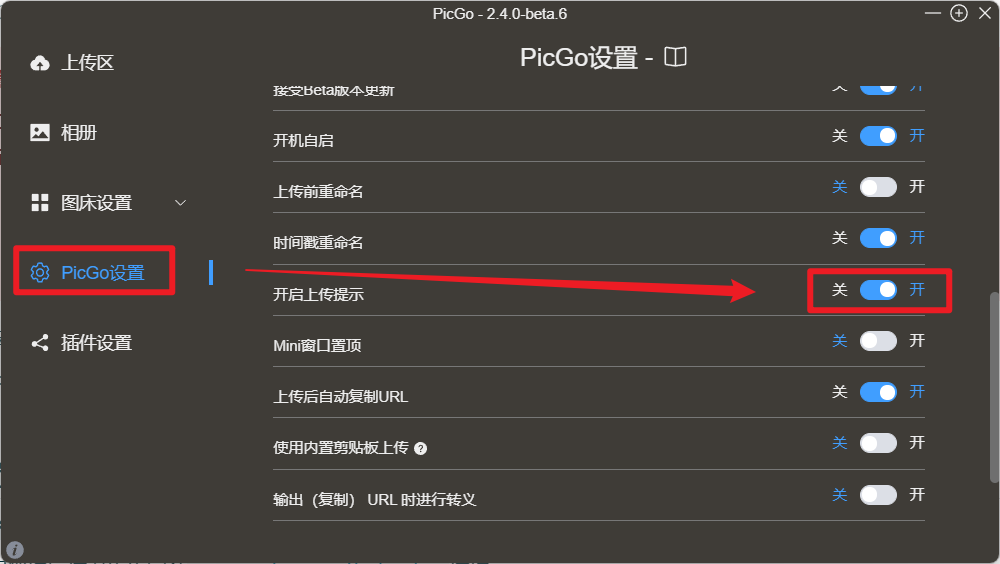 PicGo - 2.4.0-beta.6
上传区
相册
图床设置
PicGo设置
插件设置
PicGo设置 -
接受Beta版本更新 关 开
开机自启 关 开
上传前重命名 关 开
时间戳重命名 关 开
开启上传提示 关 开
Mini窗口置顶 关 开
上传后自动复制URL 关 开
使用内置剪贴板上传 ? 关 开
输出（复制） URL 时进行转义 关 开
i